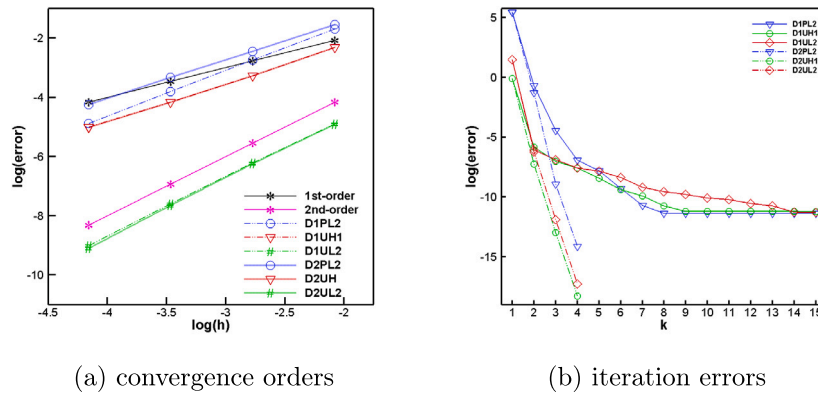 -2
-4
-6
-8
-10
log(error)
1st-order
2nd-order
D1PL2
D1UH1
D1UL2
D2PL2
D2UH
D2UL2
-4.5 -4 -3.5 -3 -2.5 -2
log(h)
(a) convergence orders
5
0
-5
-10
-15
log(error)
D1PL2
D1UH1
D1UL2
D2PL2
D2UH1
D2UL2
1 2 3 4 5 6 7 8 9 10 11 12 13 14 15
k
(b) iteration errors